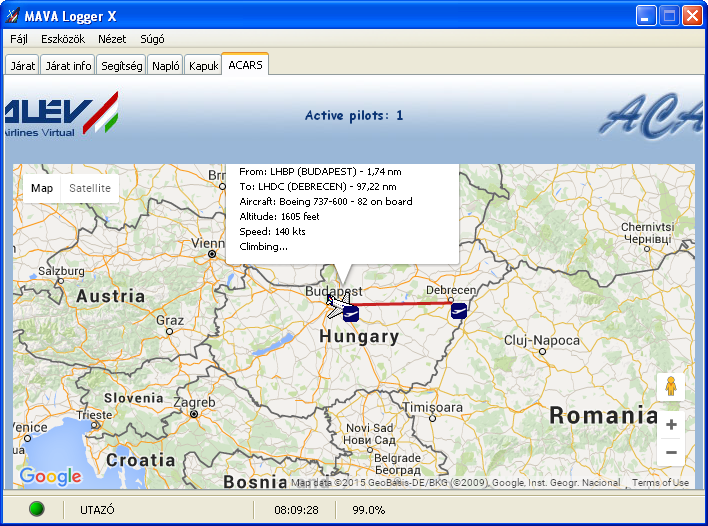 MAVA Logger X
Fájl Eszközök Nézet Súgó
Járat Járat info Segítség Napló Kapuk ACARS
Airlines Virtual
Active pilots: 1
ACA
Map Satellite
From: LHBP (BUDAPEST) - 1,74 nm
To: LHDC (DEBRECEN) - 97,22 nm
Aircraft: Boeing 737-600 - 82 on board
Altitude: 1605 feet
Speed: 140 kts
Climbing...
Chernivtsi
Чернівці
Salzburg
Budapest
Debrecen
Austria
Graz
Hungary
Cluj-Napoca
Slovenia
Zagreb
Timișoara
Romania
Venice
Trieste
Novi Sad
Нови Сад
Croatia
Belgrade
Београд
Google
Map data ©2015 GeoBasis-DE/BKG (©2009), Google, Inst. Geogr. Nacional Terms of Use
UTAZÓ 08:09:28 99.0%